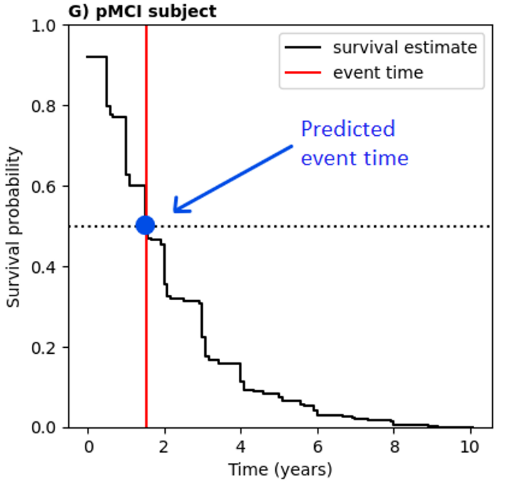 G) pMCI subject
survival estimate
event time
Predicted
event time
Survival probability
1.0
0.8
0.6
0.4
0.2
0.0
0 2 4 6 8 10
Time (years)